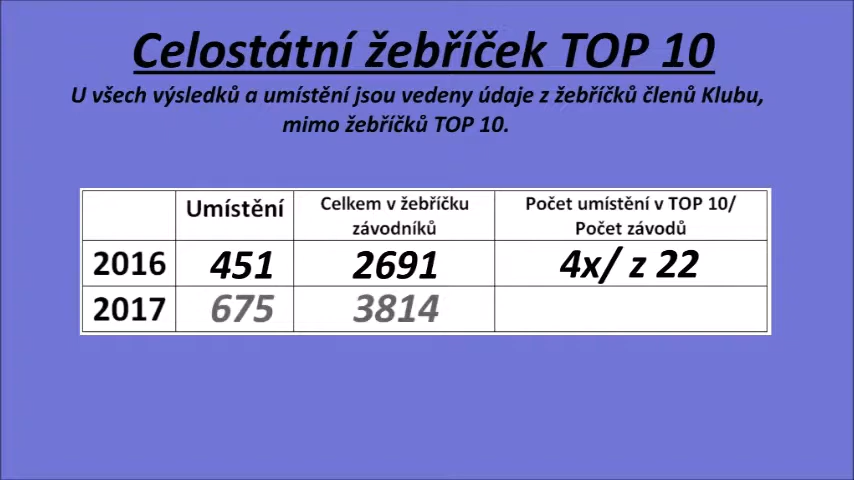 Celostátní žebříček TOP 10
U všech výsledků a umístění jsou vedeny údaje z žebříčků členů Klubu,
mimo žebříčků TOP 10.
Umístění
Celkem v žebříčku
závodníků
Počet umístění v TOP 10/
Počet závodů
2016 451 2691 4x/ z 22
2017 675 3814